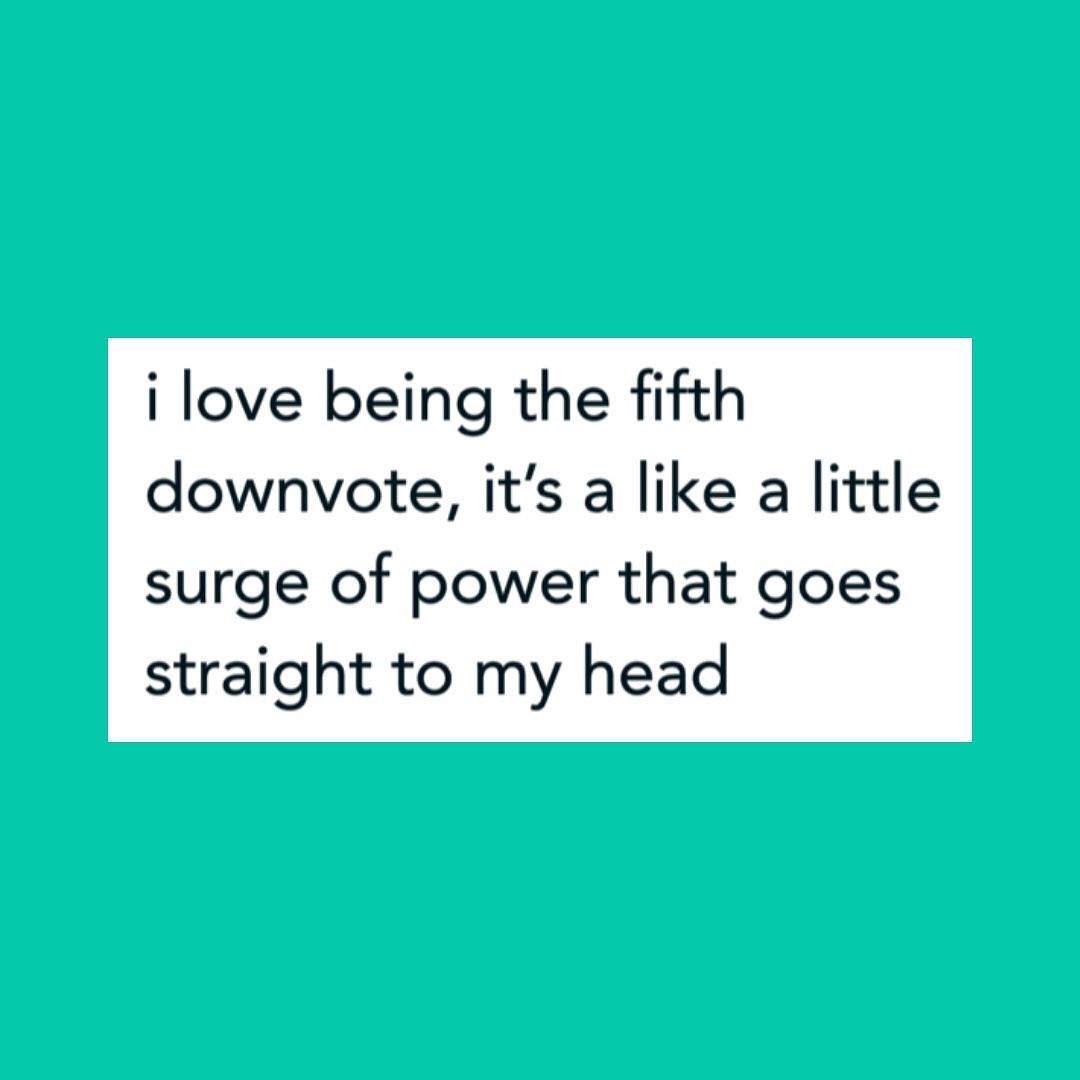 i love being the fifth
downvote, it’s a like a little
surge of power that goes
straight to my head